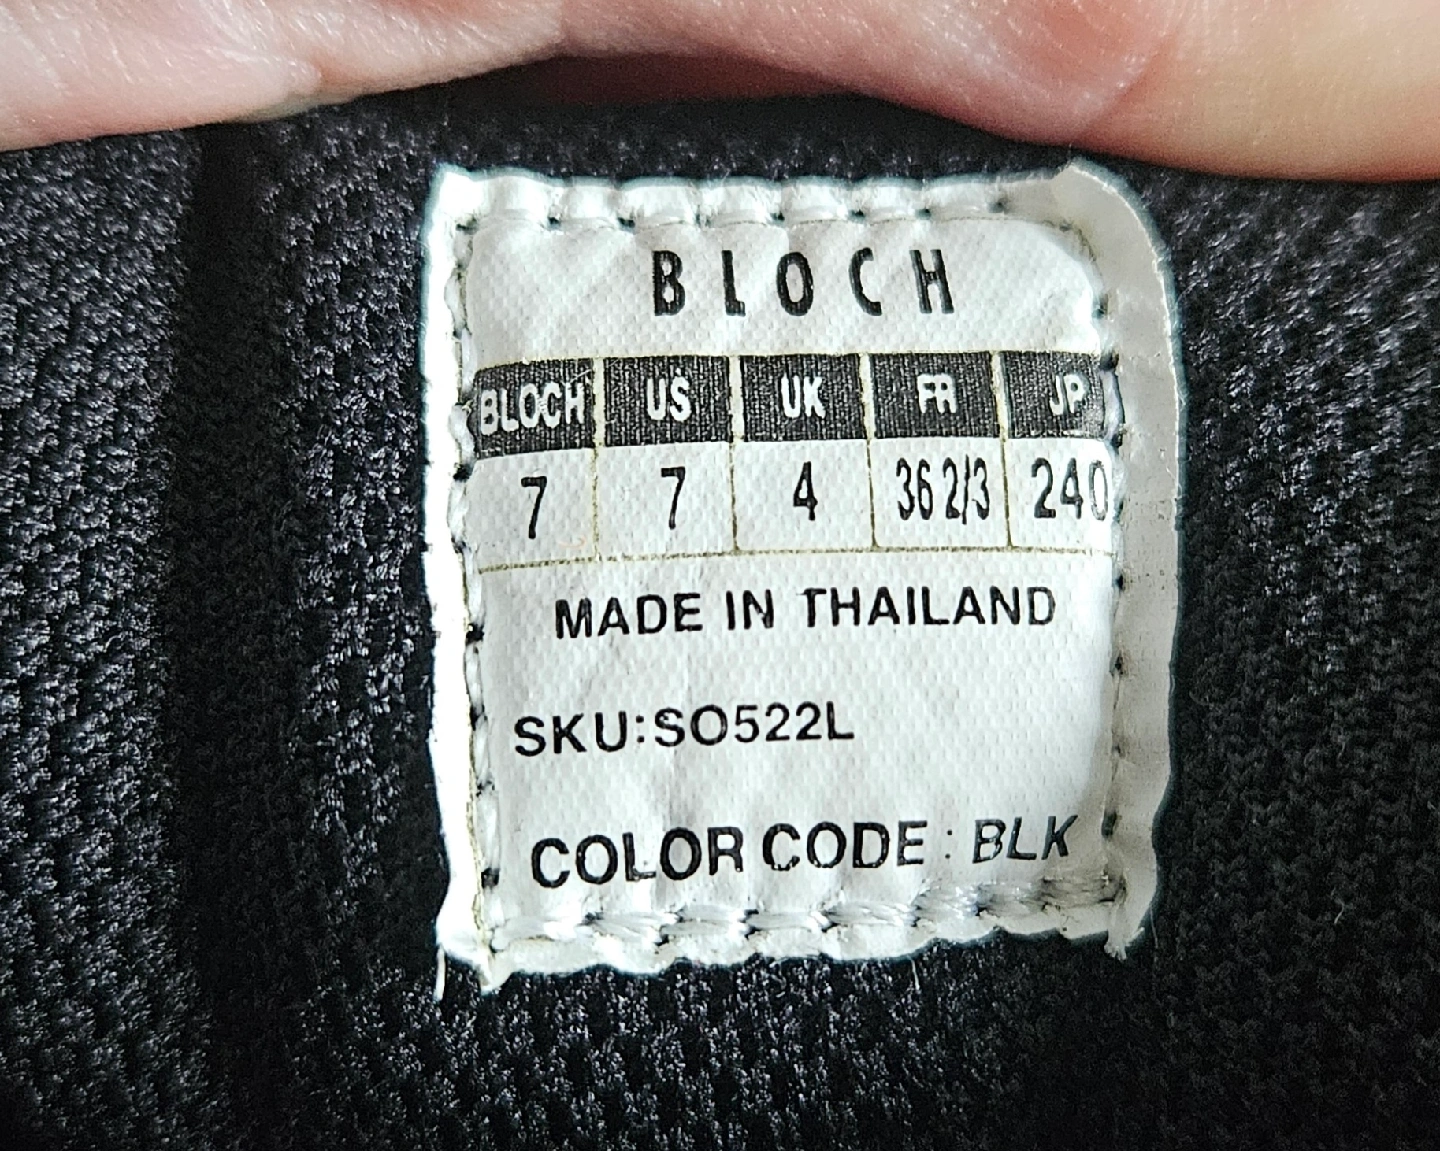 BLOCH
BLOCH US UK FR JP
7 7 4 36 2/3 240
MADE IN THAILAND
SKU:SO522L
COLOR CODE : BLK